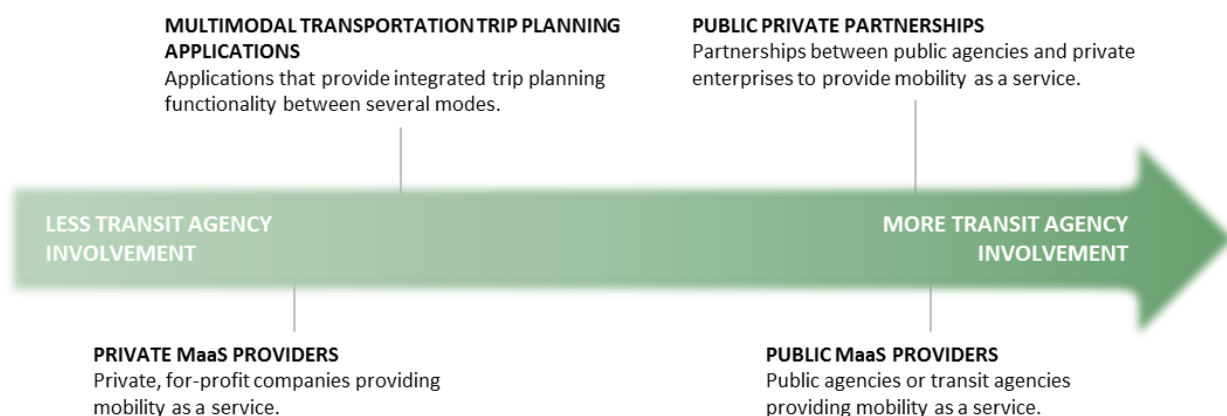 MULTIMODAL TRANSPORTATION TRIP PLANNING
APPLICATIONS
Applications that provide integrated trip planning
functionality between several modes.
PUBLIC PRIVATE PARTNERSHIPS
Partnerships between public agencies and private
enterprises to provide mobility as a service.
LESS TRANSIT AGENCY
INVOLVEMENT
MORE TRANSIT AGENCY
INVOLVEMENT
PRIVATE MaaS PROVIDERS
Private, for-profit companies providing
mobility as a service.
PUBLIC MaaS PROVIDERS
Public agencies or transit agencies
providing mobility as a service.